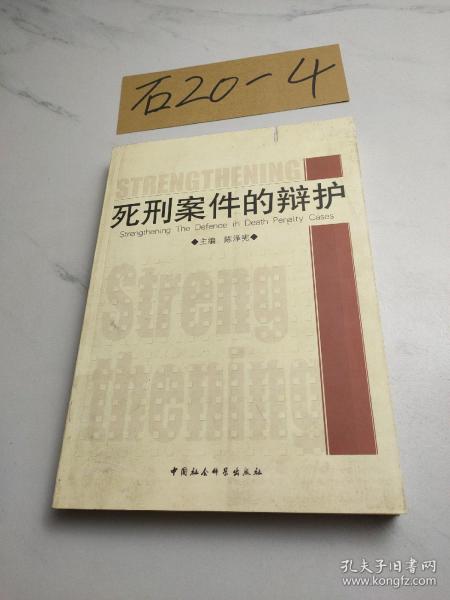 石20-4
STRENGTHENING
死刑案件的辩护
Strengthening The Defence in Death Penalty Cases
◆主编 陈泽宪◆
Streng
thening
中国社会科学出版社
孔夫子旧书网
www.kongfz.com